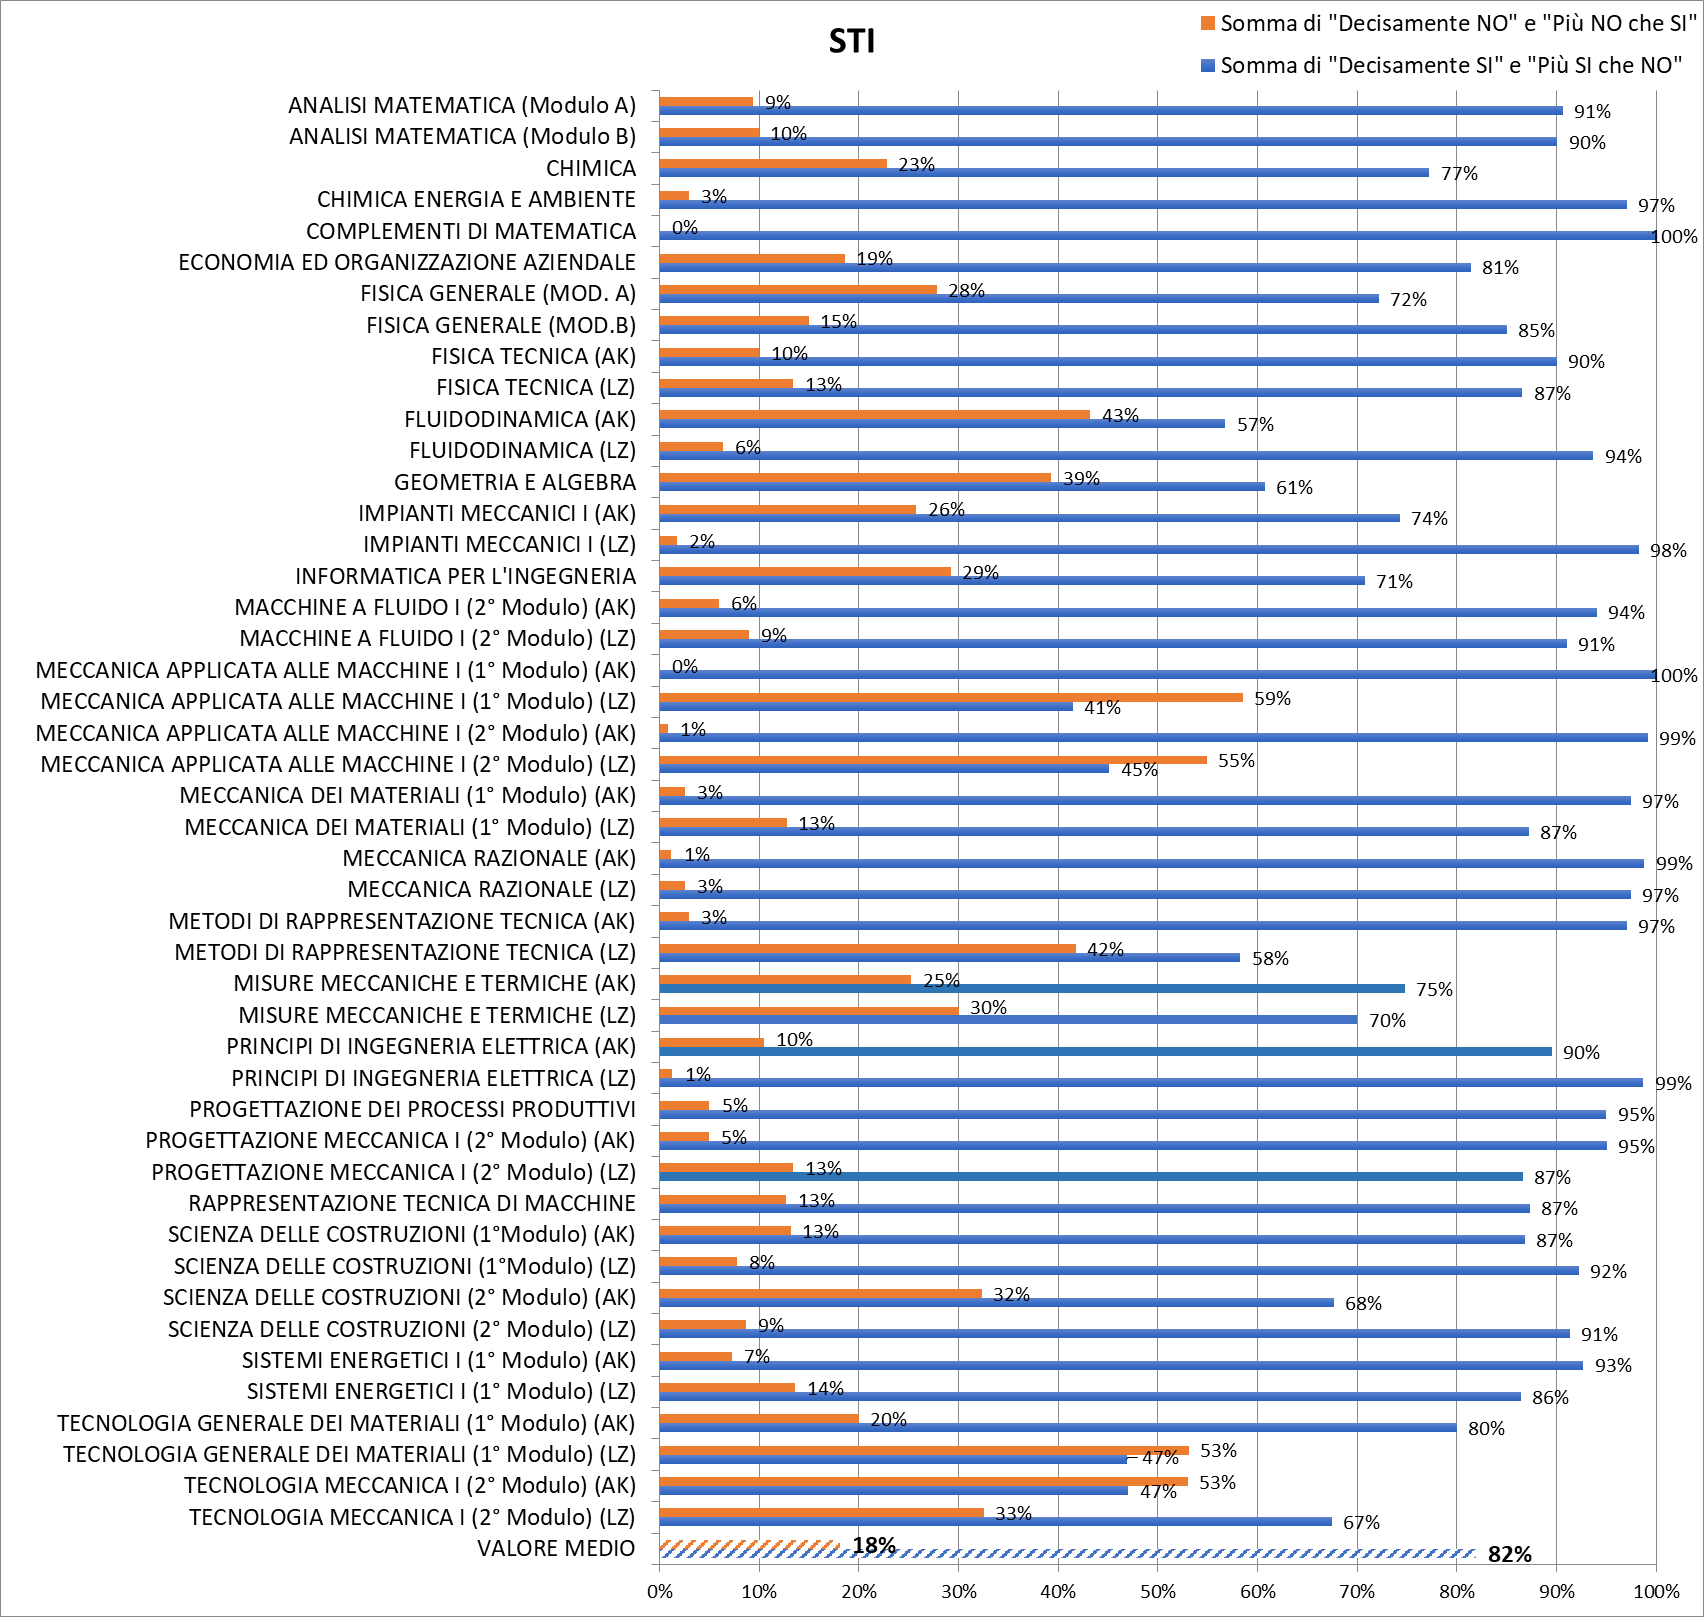 STI
Somma di "Decisamente NO" e "Più NO che SI"
Somma di "Decisamente SI" e "Più SI che NO"
ANALISI MATEMATICA (Modulo A) 9% 91%
ANALISI MATEMATICA (Modulo B) 10% 90%
CHIMICA 23% 77%
CHIMICA ENERGIA E AMBIENTE 3% 97%
COMPLEMENTI DI MATEMATICA 0% 100%
ECONOMIA ED ORGANIZZAZIONE AZIENDALE 19% 81%
FISICA GENERALE (MOD. A) 28% 72%
FISICA GENERALE (MOD.B) 15% 85%
FISICA TECNICA (AK) 10% 90%
FISICA TECNICA (LZ) 13% 87%
FLUIDODINAMICA (AK) 43% 57%
FLUIDODINAMICA (LZ) 6% 94%
GEOMETRIA E ALGEBRA 39% 61%
IMPIANTI MECCANICI I (AK) 26% 74%
IMPIANTI MECCANICI I (LZ) 2% 98%
INFORMATICA PER L'INGEGNERIA 29% 71%
MACCHINE A FLUIDO I (2° Modulo) (AK) 6% 94%
MACCHINE A FLUIDO I (2° Modulo) (LZ) 9% 91%
MECCANICA APPLICATA ALLE MACCHINE I (1° Modulo) (AK) 0% 100%
MECCANICA APPLICATA ALLE MACCHINE I (1° Modulo) (LZ) 59% 41%
MECCANICA APPLICATA ALLE MACCHINE I (2° Modulo) (AK) 1% 99%
MECCANICA APPLICATA ALLE MACCHINE I (2° Modulo) (LZ) 55% 45%
MECCANICA DEI MATERIALI (1° Modulo) (AK) 3% 97%
MECCANICA DEI MATERIALI (1° Modulo) (LZ) 13% 87%
MECCANICA RAZIONALE (AK) 1% 99%
MECCANICA RAZIONALE (LZ) 3% 97%
METODI DI RAPPRESENTAZIONE TECNICA (AK) 3% 97%
METODI DI RAPPRESENTAZIONE TECNICA (LZ) 42% 58%
MISURE MECCANICHE E TERMICHE (AK) 25% 75%
MISURE MECCANICHE E TERMICHE (LZ) 30% 70%
PRINCIPI DI INGEGNERIA ELETTRICA (AK) 10% 90%
PRINCIPI DI INGEGNERIA ELETTRICA (LZ) 1% 99%
PROGETTAZIONE DEI PROCESSI PRODUTTIVI 5% 95%
PROGETTAZIONE MECCANICA I (2° Modulo) (AK) 5% 95%
PROGETTAZIONE MECCANICA I (2° Modulo) (LZ) 13% 87%
RAPPRESENTAZIONE TECNICA DI MACCHINE 13% 87%
SCIENZA DELLE COSTRUZIONI (1°Modulo) (AK) 13% 87%
SCIENZA DELLE COSTRUZIONI (1°Modulo) (LZ) 8% 92%
SCIENZA DELLE COSTRUZIONI (2° Modulo) (AK) 32% 68%
SCIENZA DELLE COSTRUZIONI (2° Modulo) (LZ) 9% 91%
SISTEMI ENERGETICI I (1° Modulo) (AK) 7% 93%
SISTEMI ENERGETICI I (1° Modulo) (LZ) 14% 86%
TECNOLOGIA GENERALE DEI MATERIALI (1° Modulo) (AK) 20% 80%
TECNOLOGIA GENERALE DEI MATERIALI (1° Modulo) (LZ) 53% 47%
TECNOLOGIA MECCANICA I (2° Modulo) (AK) 53% 47%
TECNOLOGIA MECCANICA I (2° Modulo) (LZ) 33% 67%
VALORE MEDIO 18% 82%
0% 10% 20% 30% 40% 50% 60% 70% 80% 90% 100%